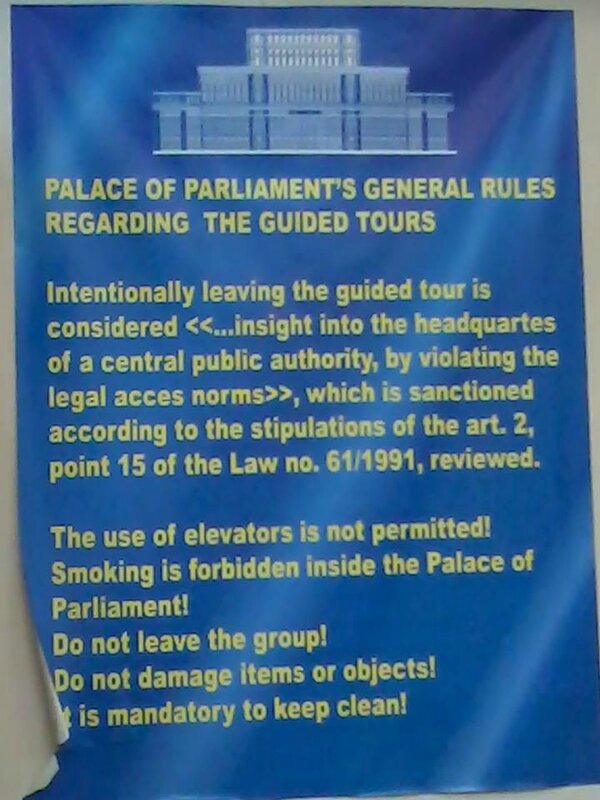 PALACE OF PARLIAMENT'S GENERAL RULES
REGARDING THE GUIDED TOURS
Intentionally leaving the guided tour is
considered <<...insight into the headquartes
of a central public authority, by violating the
legal acces norms>>, which is sanctioned
according to the stipulations of the art. 2,
point 15 of the Law no. 61/1991, reviewed.
The use of elevators is not permitted!
Smoking is forbidden inside the Palace of
Parliament!
Do not leave the group!
Do not damage items or objects!
It is mandatory to keep clean!